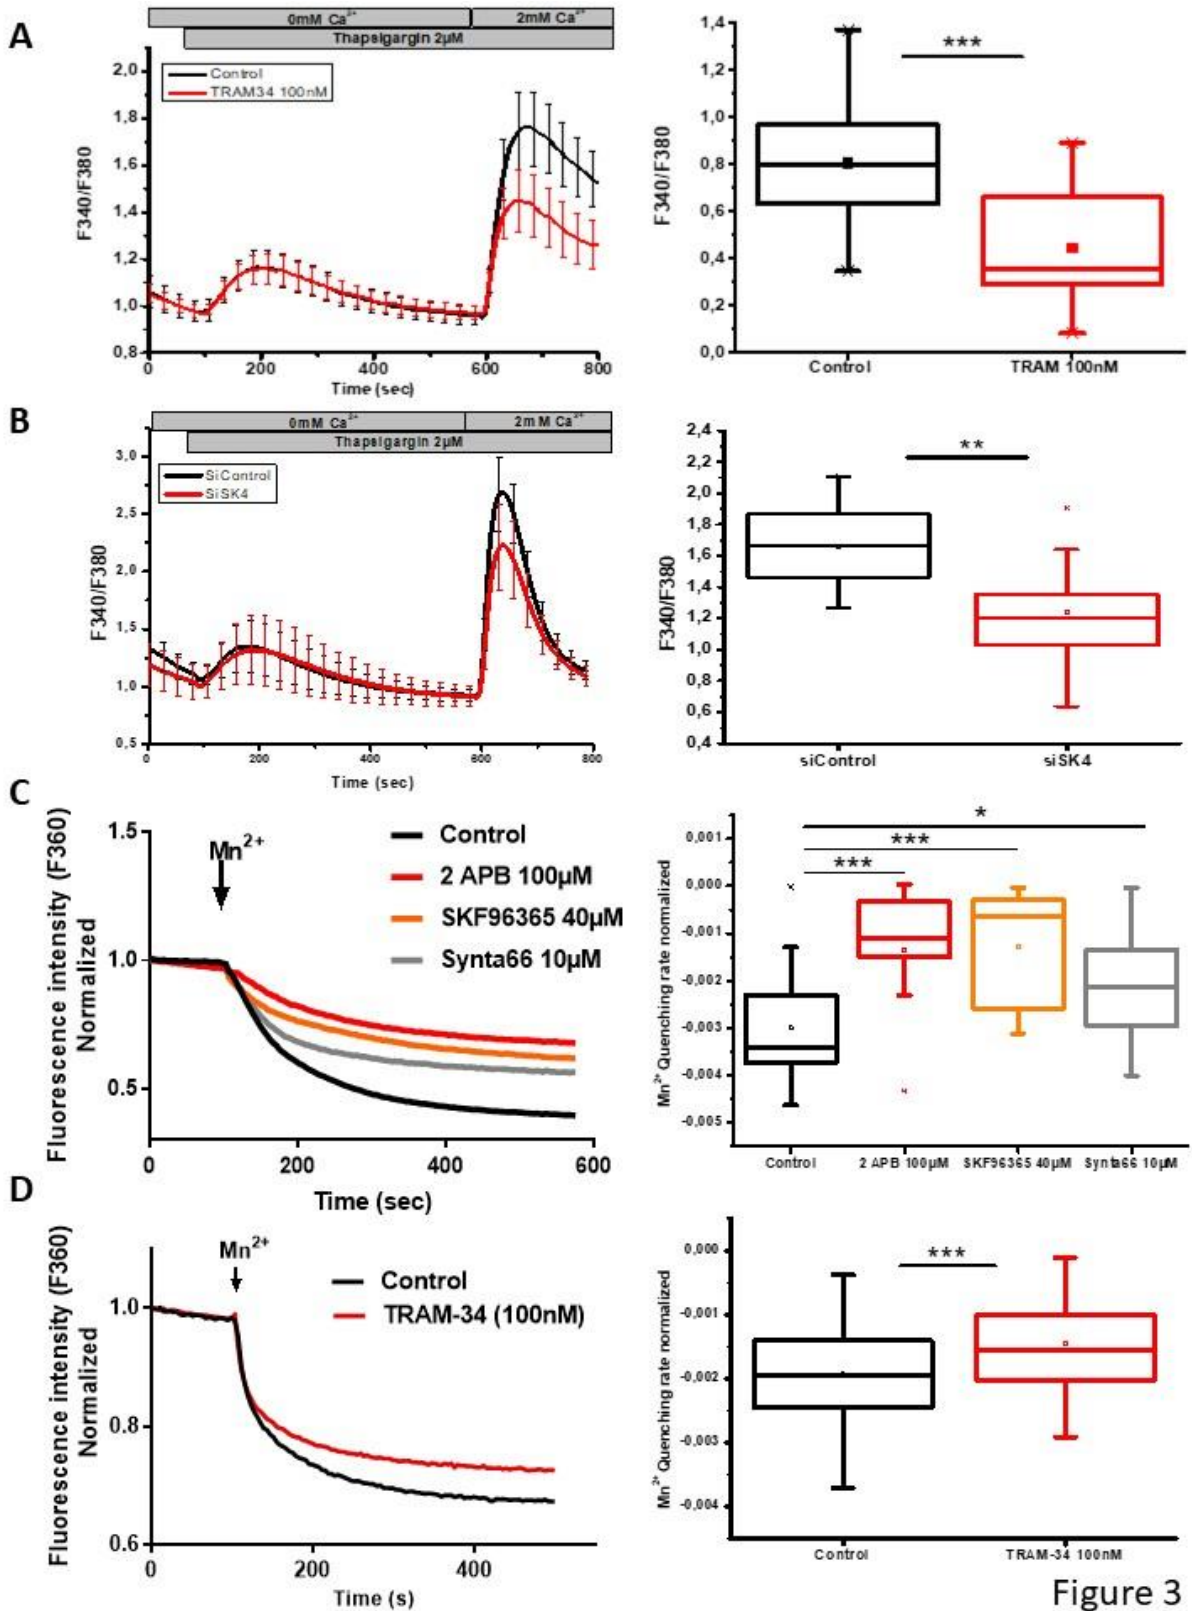 A
0mM Ca²⁺ 2mM Ca²⁺
Thapsigargin 2µM
Control
TRAM34 100nM
F340/F380
2,0
1,8
1,6
1,4
1,2
1,0
0,8
0 200 400 600 800
Time (sec)
F340/F380
1,4
1,2
1,0
0,8
0,6
0,4
0,2
0,0
***
Control TRAM 100nM
B
0mM Ca²⁺ 2mM Ca²⁺
Thapsigargin 2µM
SiControl
SiSK4
F340/F380
3,0
2,5
2,0
1,5
1,0
0,5
0 200 400 600 800
Time (sec)
F340/F380
2,4
2,2
2,0
1,8
1,6
1,4
1,2
1,0
0,8
0,6
0,4
**
siControl siSK4
C
Fluorescence intensity (F360)
Normalized
1.5
1.0
0.5
Mn²⁺
Control
2 APB 100µM
SKF96365 40µM
Synta66 10µM
0 200 400 600
Time (sec)
Mn²⁺ Quenching rate normalized
0,001
0,000
-0,001
-0,002
-0,003
-0,004
-0,005
*
***
***
Control 2 APB 100µM SKF96365 40µM Synta66 10µM
D
Fluorescence intensity (F360)
Normalized
1.0
0.8
0.6
Mn²⁺
Control
TRAM-34 (100nM)
0 200 400
Time (s)
Mn²⁺ Quenching rate normalized
0,000
-0,001
-0,002
-0,003
-0,004
***
Control TRAM-34 100nM
Figure 3